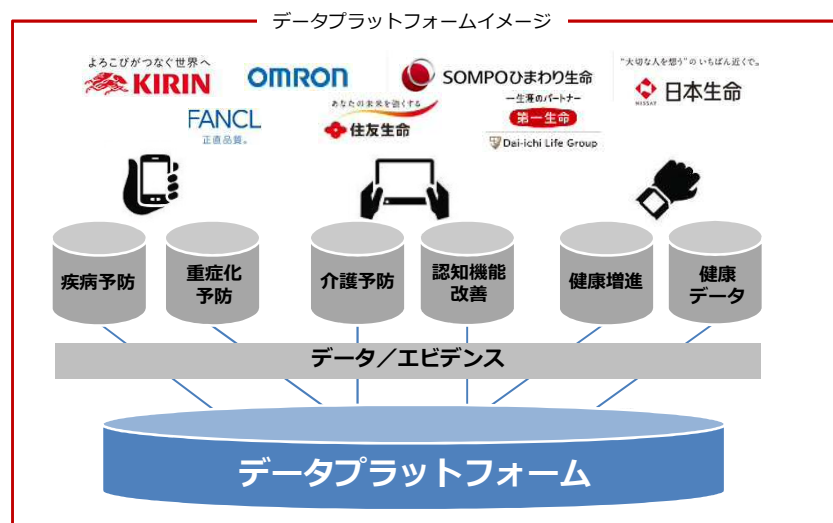 データプラットフォームイメージ
よろこびがつなぐ世界へ
KIRIN
OMRON
SOMPOひまわり生命
“大切な人を想う”のいちばん近くで。
NISSAY
日本生命
FANCL
正直品質。
あなたの未来を強くする
住友生命
一生涯のパートナー
第一生命
Dai-ichi Life Group
疾病予防
重症化
予防
介護予防
認知機能
改善
健康増進
健康
データ
データ／エビデンス
データプラットフォーム